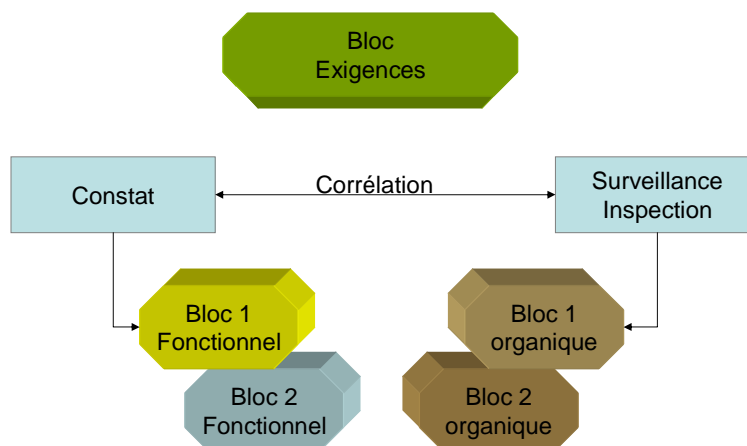 Bloc
Exigences
Constat
Corrélation
Surveillance
Inspection
Bloc 1
Fonctionnel
Bloc 1
organique
Bloc 2
Fonctionnel
Bloc 2
organique